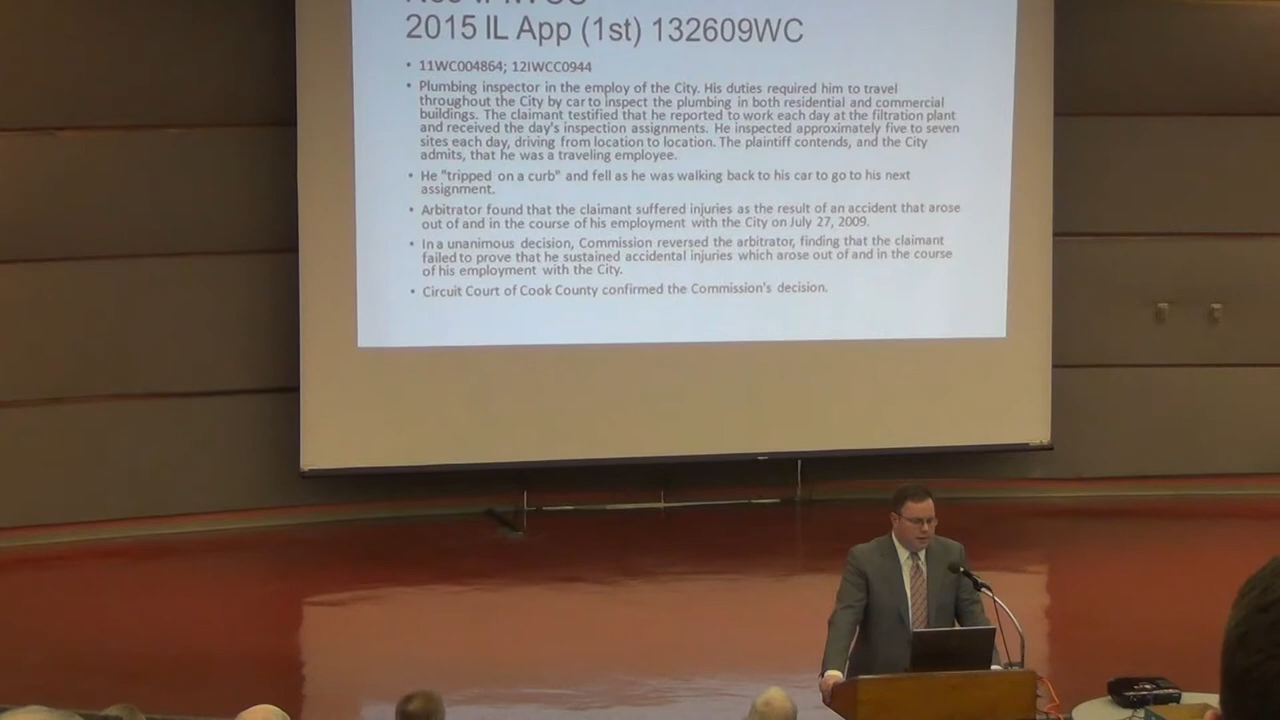 2015 IL App (1st) 132609WC
• 11WC004864; 12IWCC0944
• Plumbing inspector in the employ of the City. His duties required him to travel
throughout the City by car to inspect the plumbing in both residential and commercial
buildings. The claimant testified that he reported to work each day at the filtration plant
and received the day's inspection assignments. He inspected approximately five to seven
sites each day, driving from location to location. The plaintiff contends, and the City
admits, that he was a traveling employee.
• He "tripped on a curb" and fell as he was walking back to his car to go to his next
assignment.
• Arbitrator found that the claimant suffered injuries as the result of an accident that arose
out of and in the course of his employment with the City on July 27, 2009.
• In a unanimous decision, Commission reversed the arbitrator, finding that the claimant
failed to prove that he sustained accidental injuries which arose out of and in the course
of his employment with the City.
• Circuit Court of Cook County confirmed the Commission's decision.